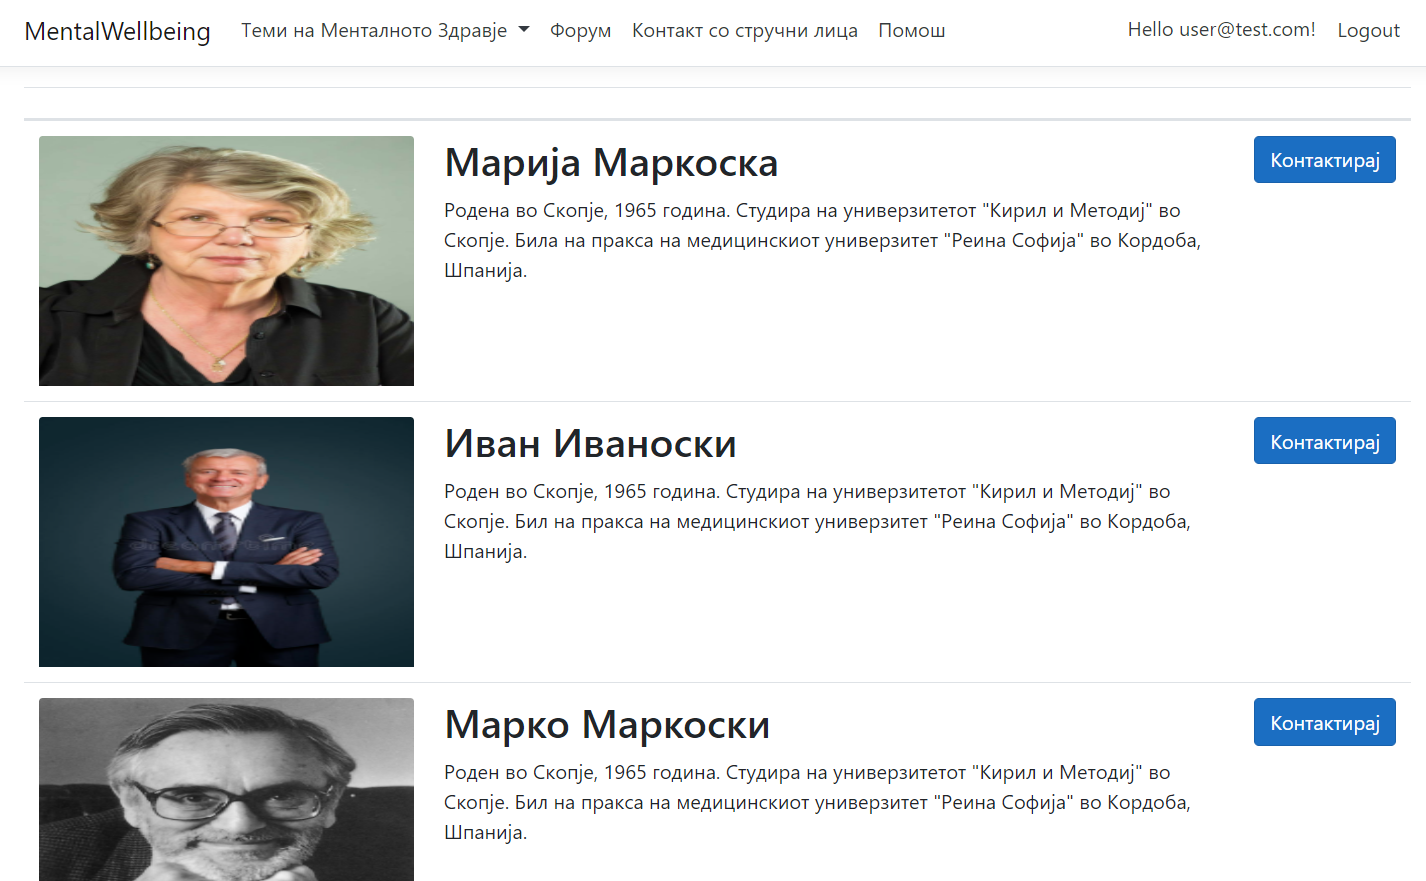 MentalWellbeing Теми на Менталното Здравје Форум Контакт со стручни лица Помош Hello user@test.com! Logout
Марија Маркоска
Контактирај
Родена во Скопје, 1965 година. Студира на универзитетот "Кирил и Методиј" во
Скопје. Била на пракса на медицинскиот универзитет "Реина Софија" во Кордоба,
Шпанија.
Иван Иваноски
Контактирај
Роден во Скопје, 1965 година. Студира на универзитетот "Кирил и Методиј" во
Скопје. Бил на пракса на медицинскиот универзитет "Реина Софија" во Кордоба,
Шпанија.
Марко Маркоски
Контактирај
Роден во Скопје, 1965 година. Студира на универзитетот "Кирил и Методиј" во
Скопје. Бил на пракса на медицинскиот универзитет "Реина Софија" во Кордоба,
Шпанија.